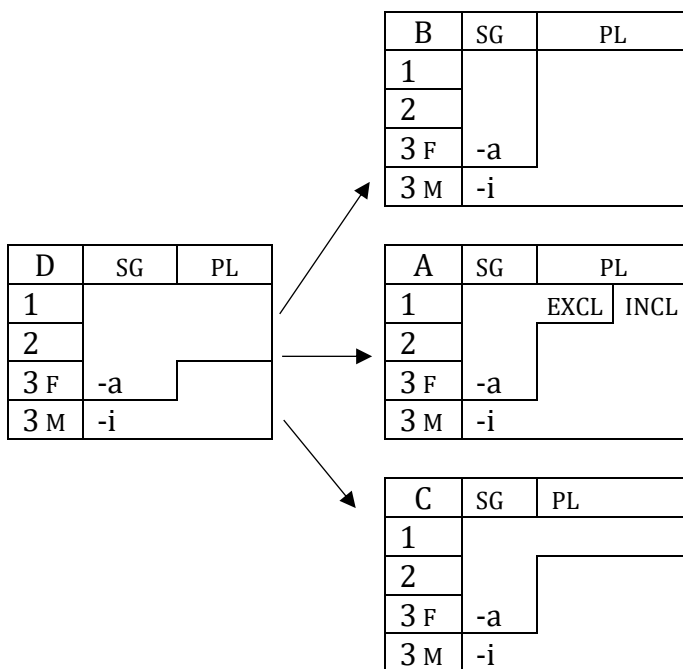 B SG PL
1
2
3 F -a
3 M -i
D SG PL
1
2
3 F -a
3 M -i
A SG PL
1 EXCL INCL
2
3 F -a
3 M -i
C SG PL
1
2
3 F -a
3 M -i